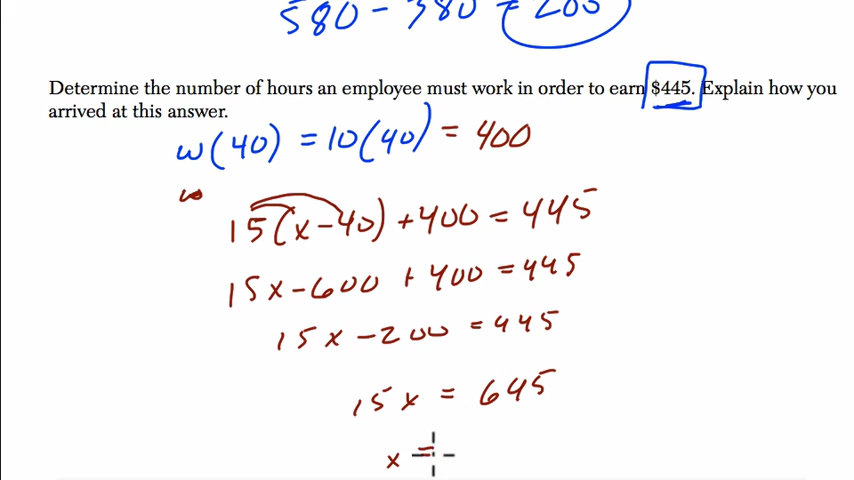 580 - 380 = 200
Determine the number of hours an employee must work in order to earn $445. Explain how you
arrived at this answer.
w(40) = 10(40) = 400
15(x-40) + 400 = 445
15x - 600 + 400 = 445
15x - 200 = 445
15x = 645
x =